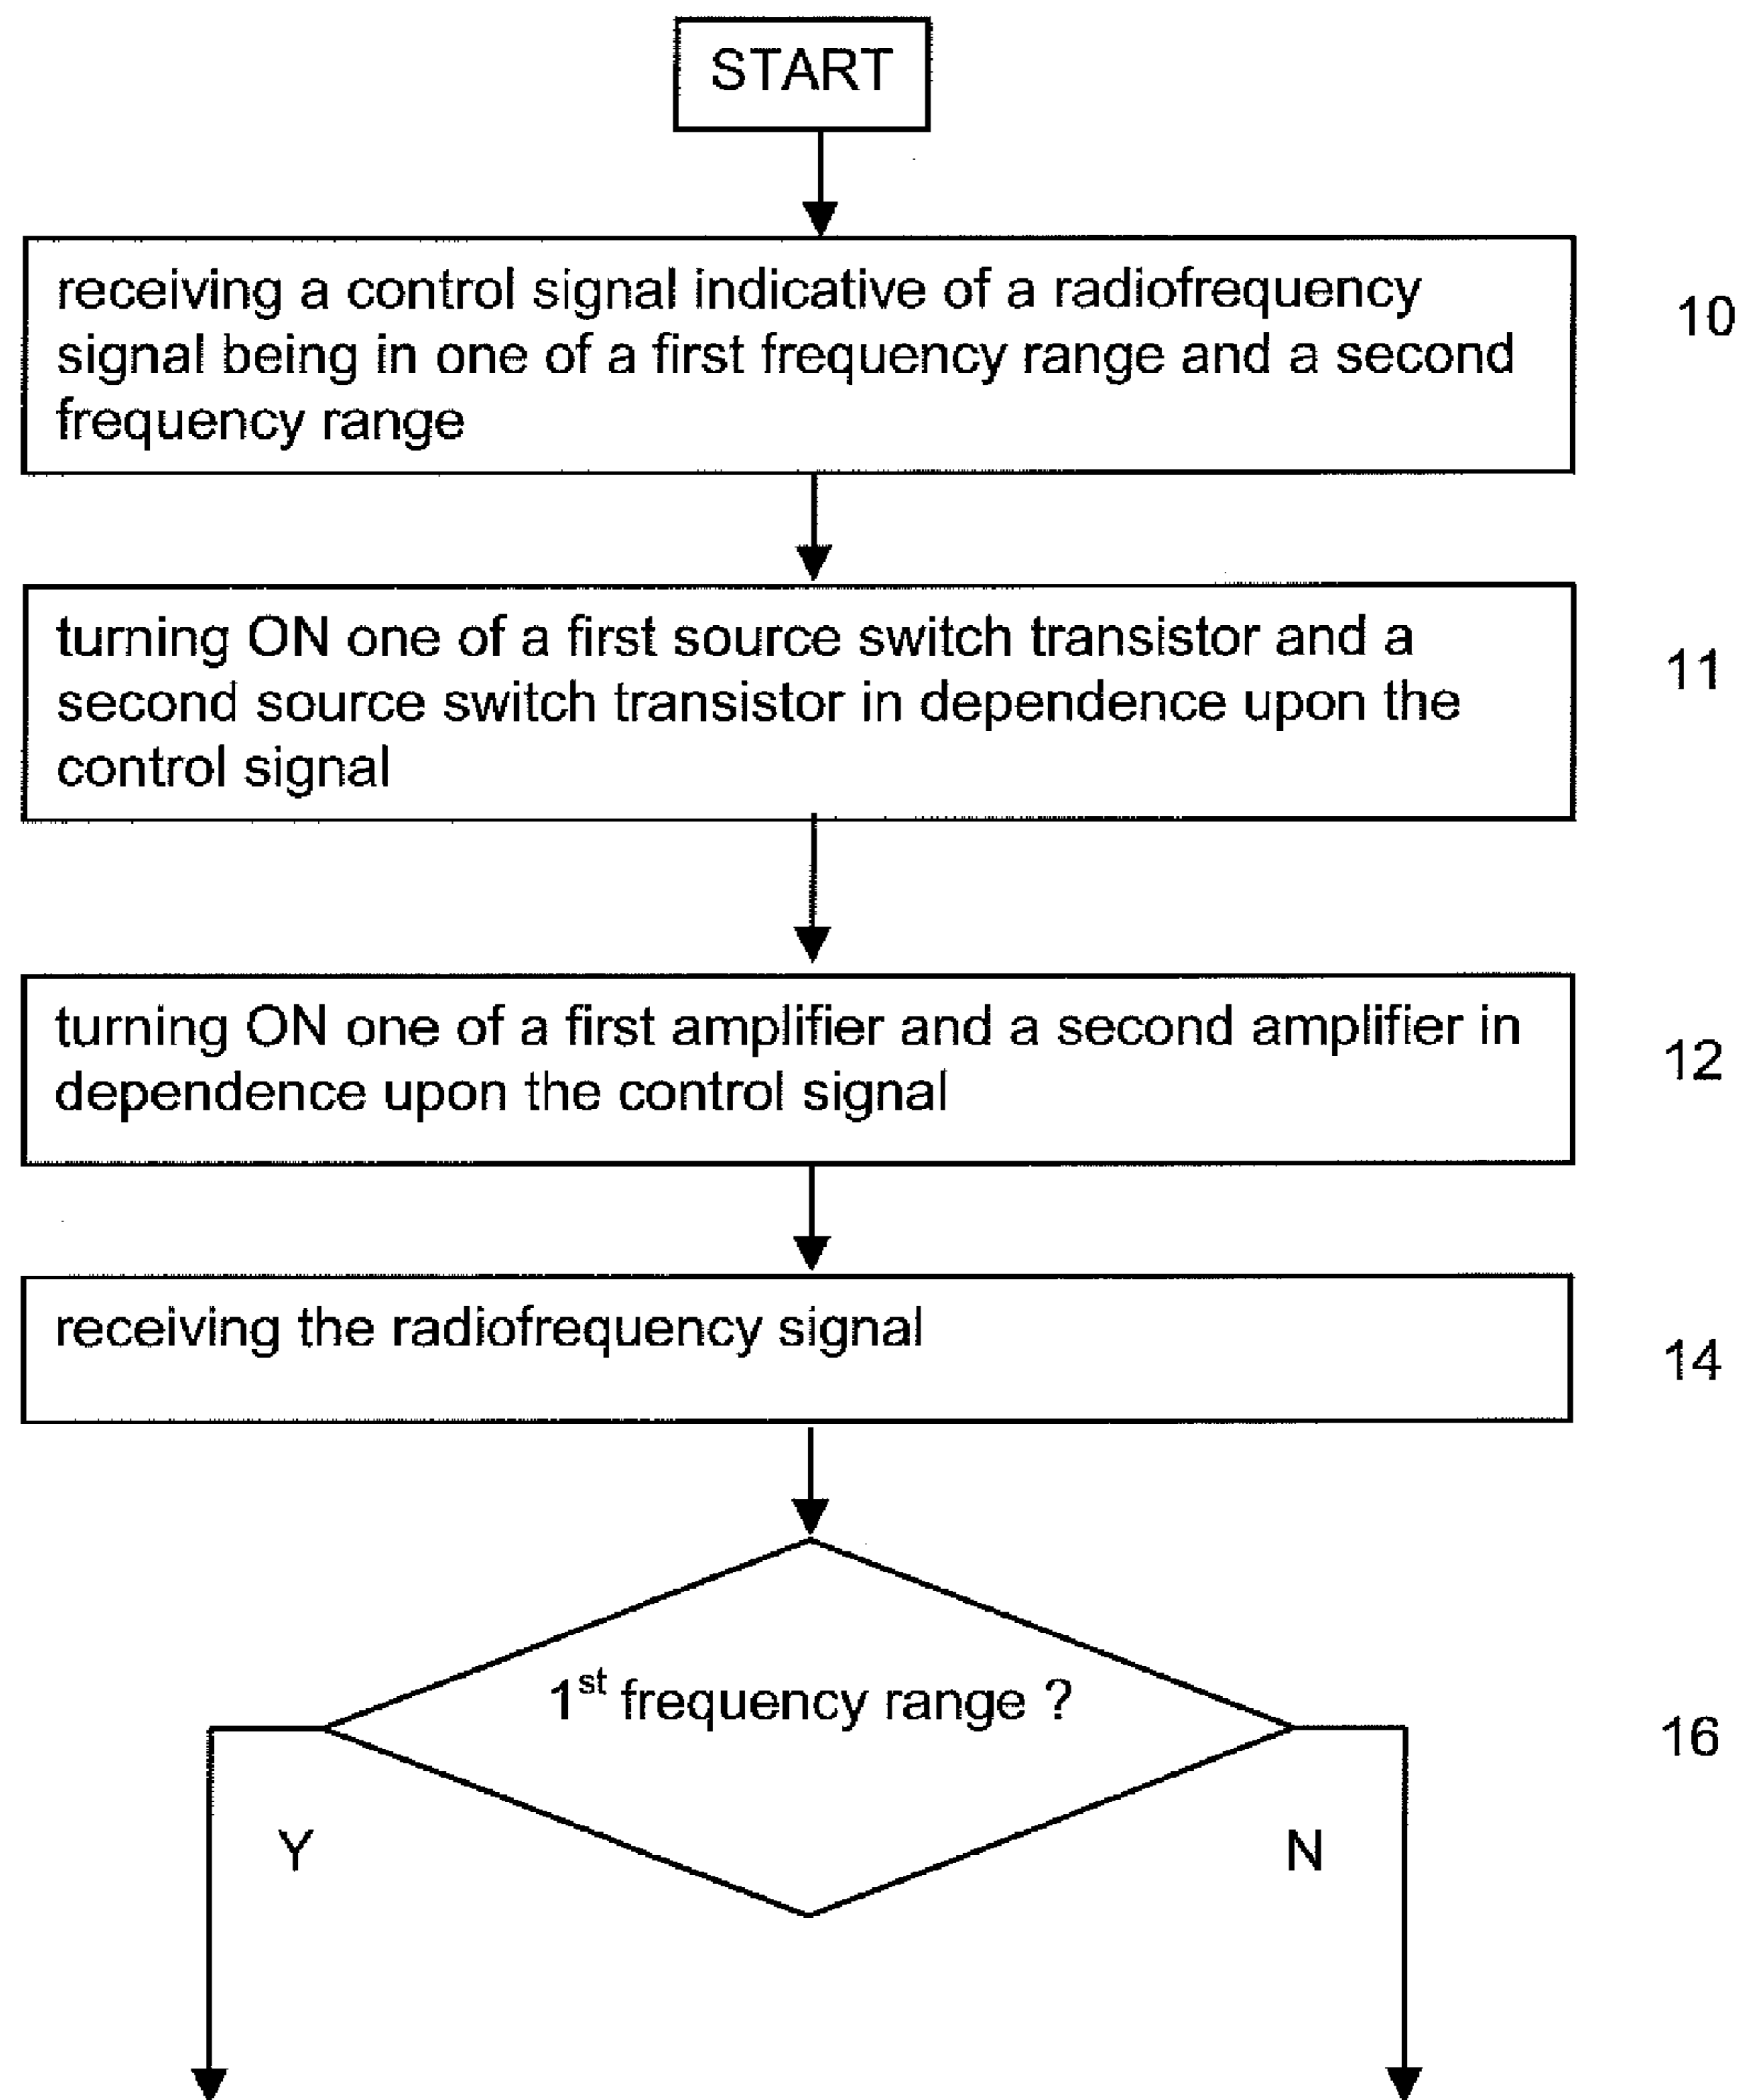 START
receiving a control signal indicative of a radiofrequency
signal being in one of a first frequency range and a second
frequency range
10
turning ON one of a first source switch transistor and a
second source switch transistor in dependence upon the
control signal
11
turning ON one of a first amplifier and a second amplifier in
dependence upon the control signal
12
receiving the radiofrequency signal
14
1st frequency range ?
16
Y
N